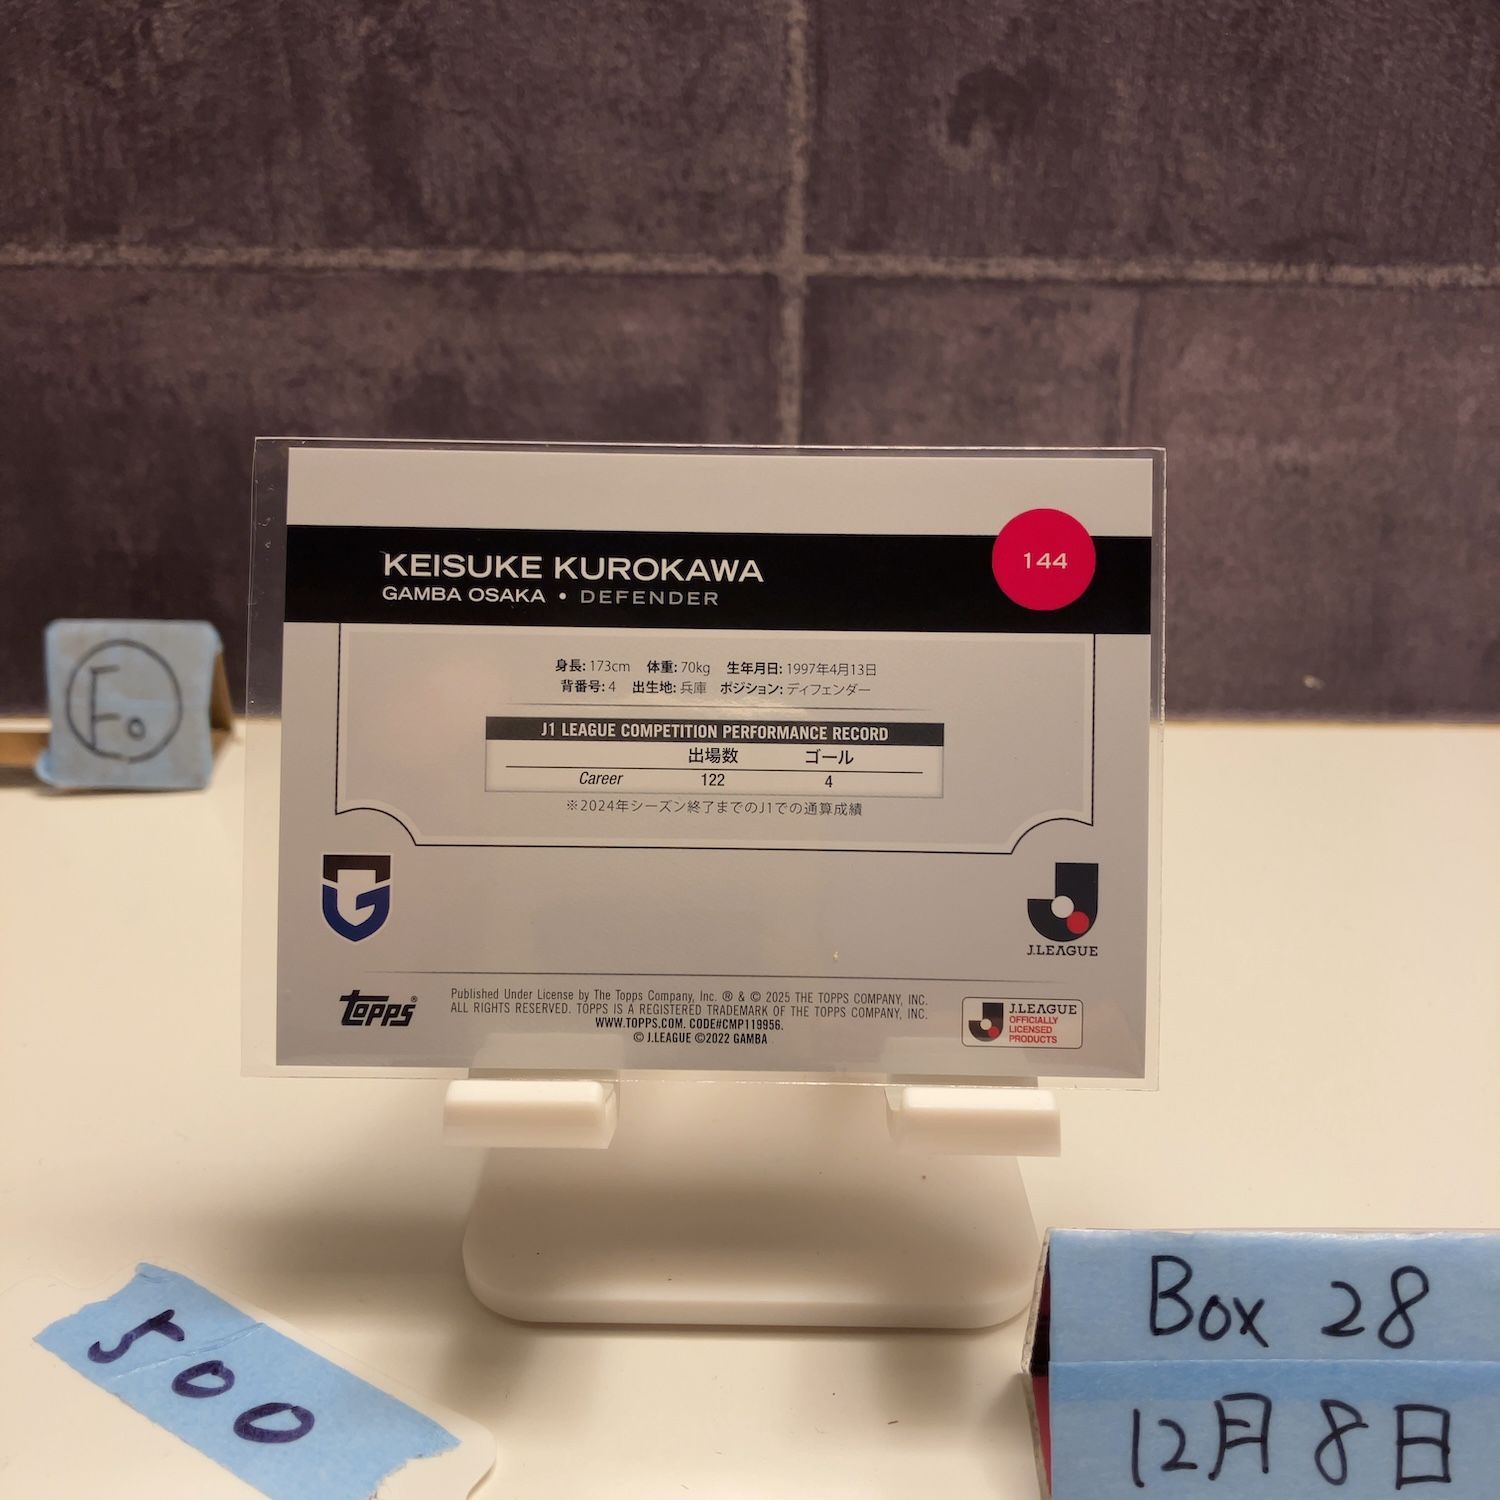 KEISUKE KUROKAWA
GAMBA OSAKA • DEFENDER
144
身長: 173cm 体重: 70kg 生年月日: 1997年4月13日
背番号: 4 出生地: 兵庫 ポジション: ディフェンダー
J1 LEAGUE COMPETITION PERFORMANCE RECORD
出場数 ゴール
Career 122 4
※2024年シーズン終了までのJ1での通算成績
J.LEAGUE
topps®
Published Under License by The Topps Company, Inc. ® & © 2025 THE TOPPS COMPANY, INC.
ALL RIGHTS RESERVED. TOPPS IS A REGISTERED TRADEMARK OF THE TOPPS COMPANY, INC.
WWW.TOPPS.COM. CODE#CMP119956.
© J.LEAGUE ©2022 GAMBA
J.LEAGUE
OFFICIALLY
LICENSED
PRODUCTS
E。
500
Box 28
12月8日